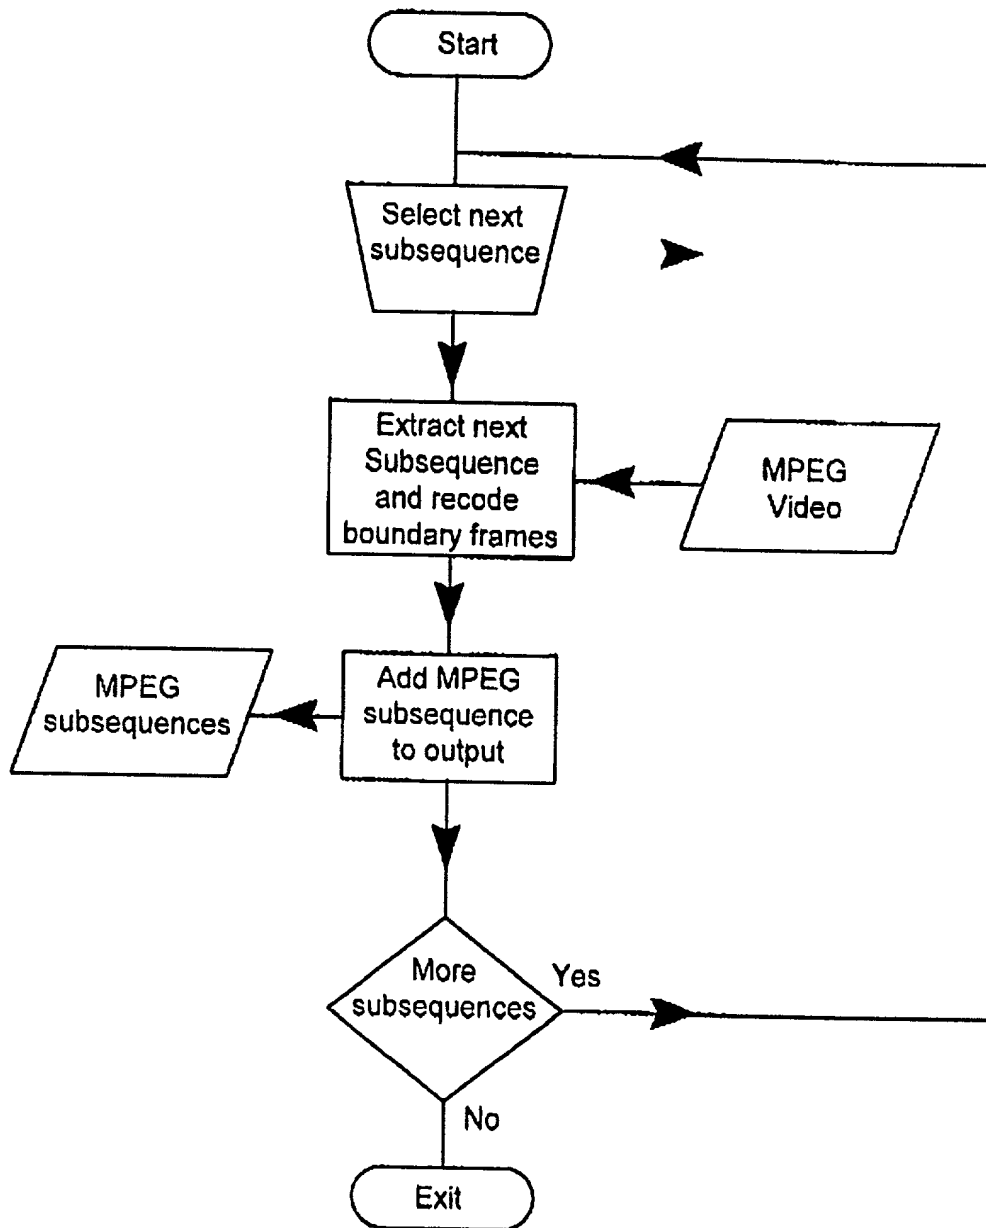 Start
Select next
subsequence
Extract next
Subsequence
and recode
boundary frames
MPEG
Video
MPEG
subsequences
Add MPEG
subsequence
to output
More
subsequences
Yes
No
Exit